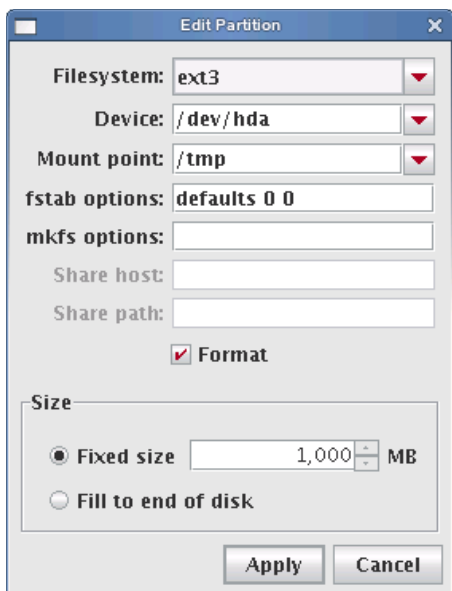 Edit Partition
Filesystem: ext3
Device: /dev/hda
Mount point: /tmp
fstab options: defaults 0 0
mkfs options:
Share host:
Share path:
Format
Size
Fixed size 1,000 MB
Fill to end of disk
Apply Cancel